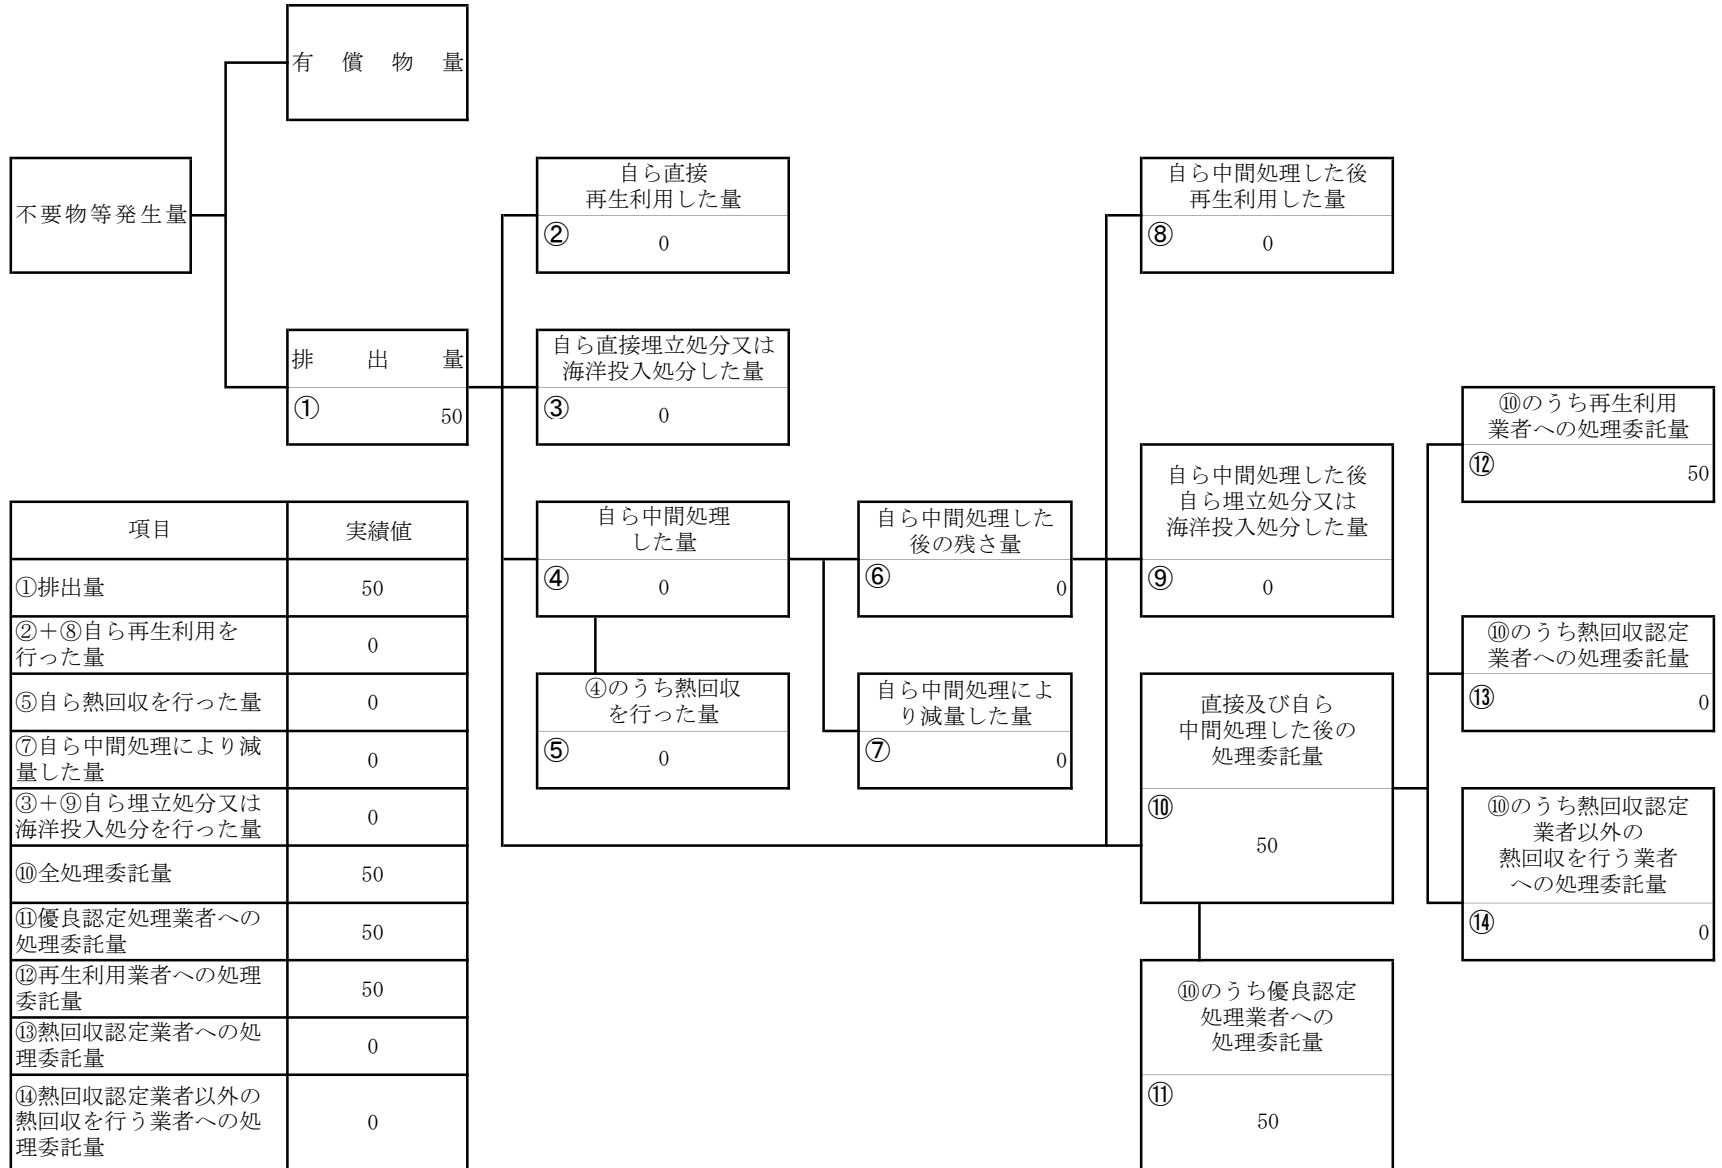 有償物量
不要物等発生量
排出量
①
50
自ら直接
再生利用した量
②
0
自ら直接埋立処分又は
海洋投入処分した量
③
0
自ら中間処理
した量
④
0
④のうち熱回収
を行った量
⑤
0
自ら中間処理した
後の残さ量
⑥
0
自ら中間処理によ
り減量した量
⑦
0
自ら中間処理した後
再生利用した量
⑧
0
自ら中間処理した後
自ら埋立処分又は
海洋投入処分した量
⑨
0
直接及び自ら
中間処理した後の
処理委託量
⑩
50
⑩のうち優良認定
処理業者への
処理委託量
⑪
50
⑩のうち再生利用
業者への処理委託量
⑫
50
⑩のうち熱回収認定
業者への処理委託量
⑬
0
⑩のうち熱回収認定
業者以外の
熱回収を行う業者
への処理委託量
⑭
0
項目 実績値
①排出量 50
②＋⑧自ら再生利用を
行った量 0
⑤自ら熱回収を行った量 0
⑦自ら中間処理により減
量した量 0
③＋⑨自ら埋立処分又は
海洋投入処分を行った量 0
⑩全処理委託量 50
⑪優良認定処理業者への
処理委託量 50
⑫再生利用業者への処理
委託量 50
⑬熱回収認定業者への処
理委託量 0
⑭熱回収認定業者以外の
熱回収を行う業者への処
理委託量 0